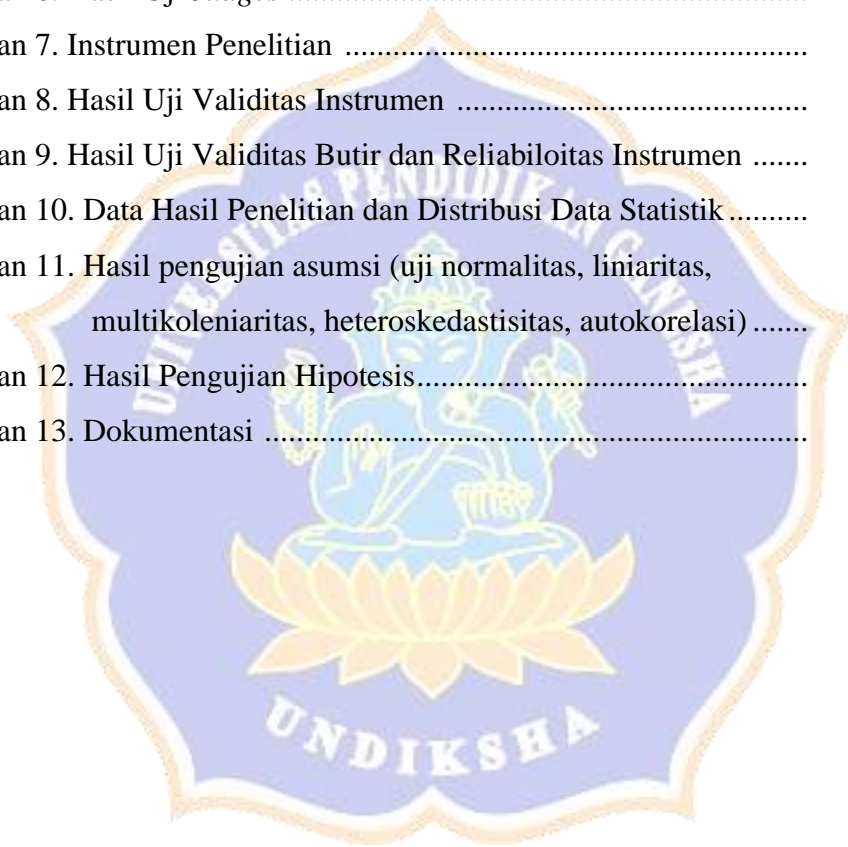 an 7. Instrumen Penelitian ................................................
an 8. Hasil Uji Validitas Instrumen .....................................
an 9. Hasil Uji Validitas Butir dan Reliabiloitas Instrumen .......
an 10. Data Hasil Penelitian dan Distribusi Data Statistik ..........
an 11. Hasil pengujian asumsi (uji normalitas, liniaritas,
multikoleniaritas, heteroskedastisitas, autokorelasi) .......
an 12. Hasil Pengujian Hipotesis.........................................
an 13. Dokumentasi .........................................................
UNIVERSITAS PENDIDIKAN GANESHA
UNDIKSHA